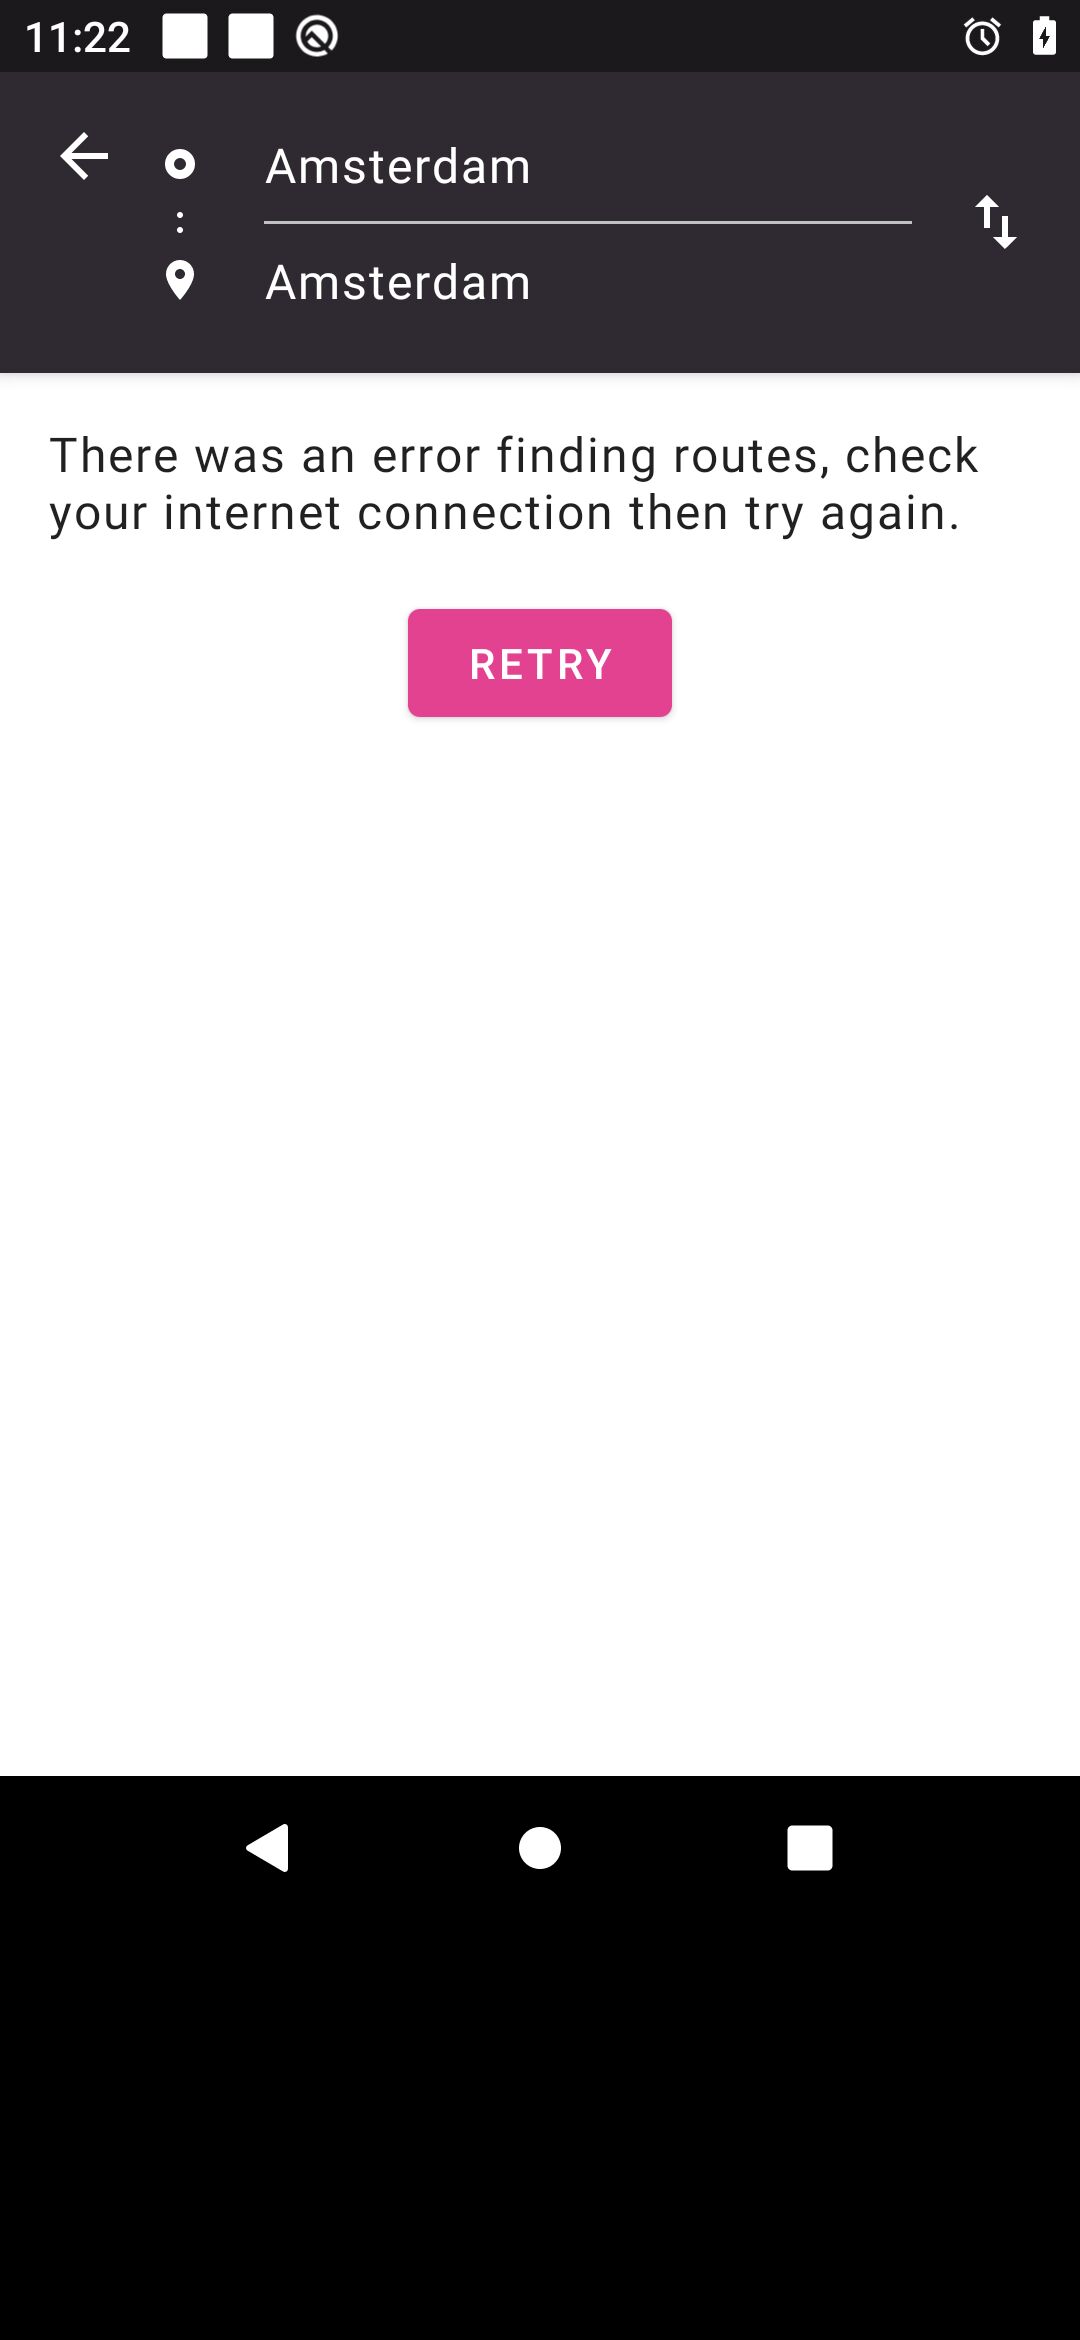 11:22
Amsterdam
Amsterdam
There was an error finding routes, check
your internet connection then try again.
RETRY